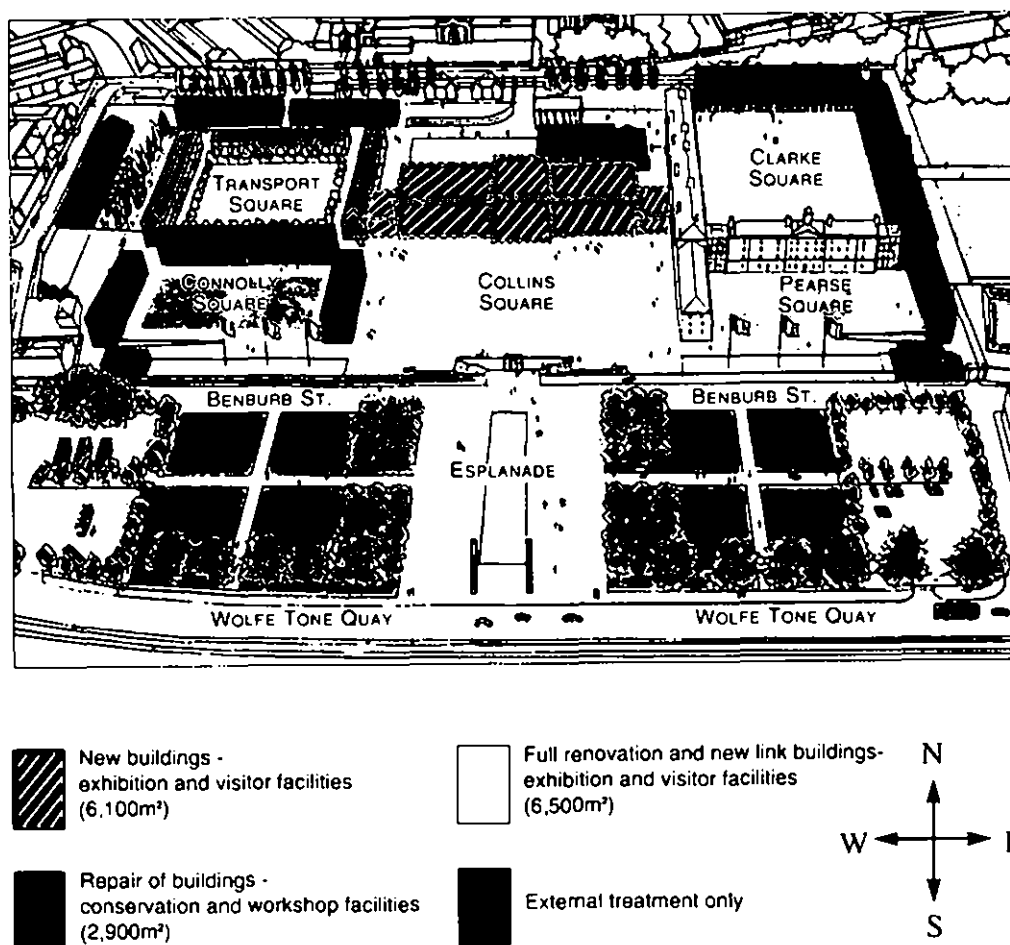 TRANSPORT
SQUARE
CLARKE
SQUARE
CONNOLLY
SQUARE
COLLINS
SQUARE
PEARSE
SQUARE
BENBURB ST.
BENBURB ST.
ESPLANADE
WOLFE TONE QUAY
WOLFE TONE QUAY
New buildings -
exhibition and visitor facilities
(6,100m²)
Full renovation and new link buildings-
exhibition and visitor facilities
(6,500m²)
Repair of buildings -
conservation and workshop facilities
(2,900m²)
External treatment only
N
W
S